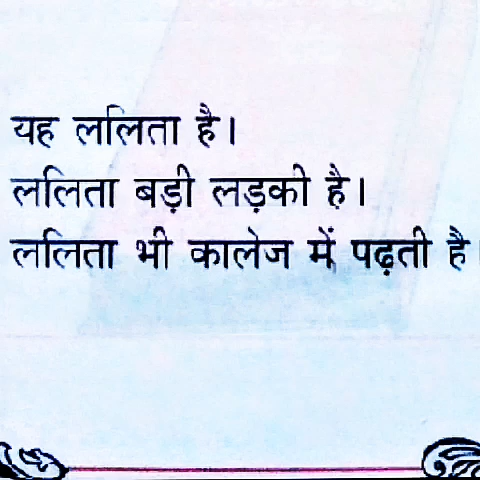 यह ललिता है।
ललिता बड़ी लड़की है।
ललिता भी कालेज में पढ़ती है।